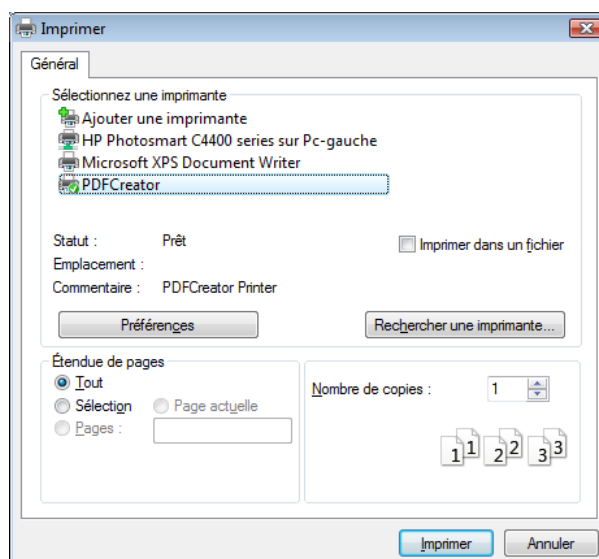 Imprimer
Général
Sélectionnez une imprimante
Ajouter une imprimante
HP Photosmart C4400 series sur Pc-gauche
Microsoft XPS Document Writer
PDFCreator
Statut : Prêt
Imprimer dans un fichier
Emplacement :
Commentaire : PDFCreator Printer
Préférences Rechercher une imprimante...
Étendue de pages
Tout
Sélection Page actuelle
Pages :
Nombre de copies : 1
1 1 2 2 3 3
Imprimer Annuler